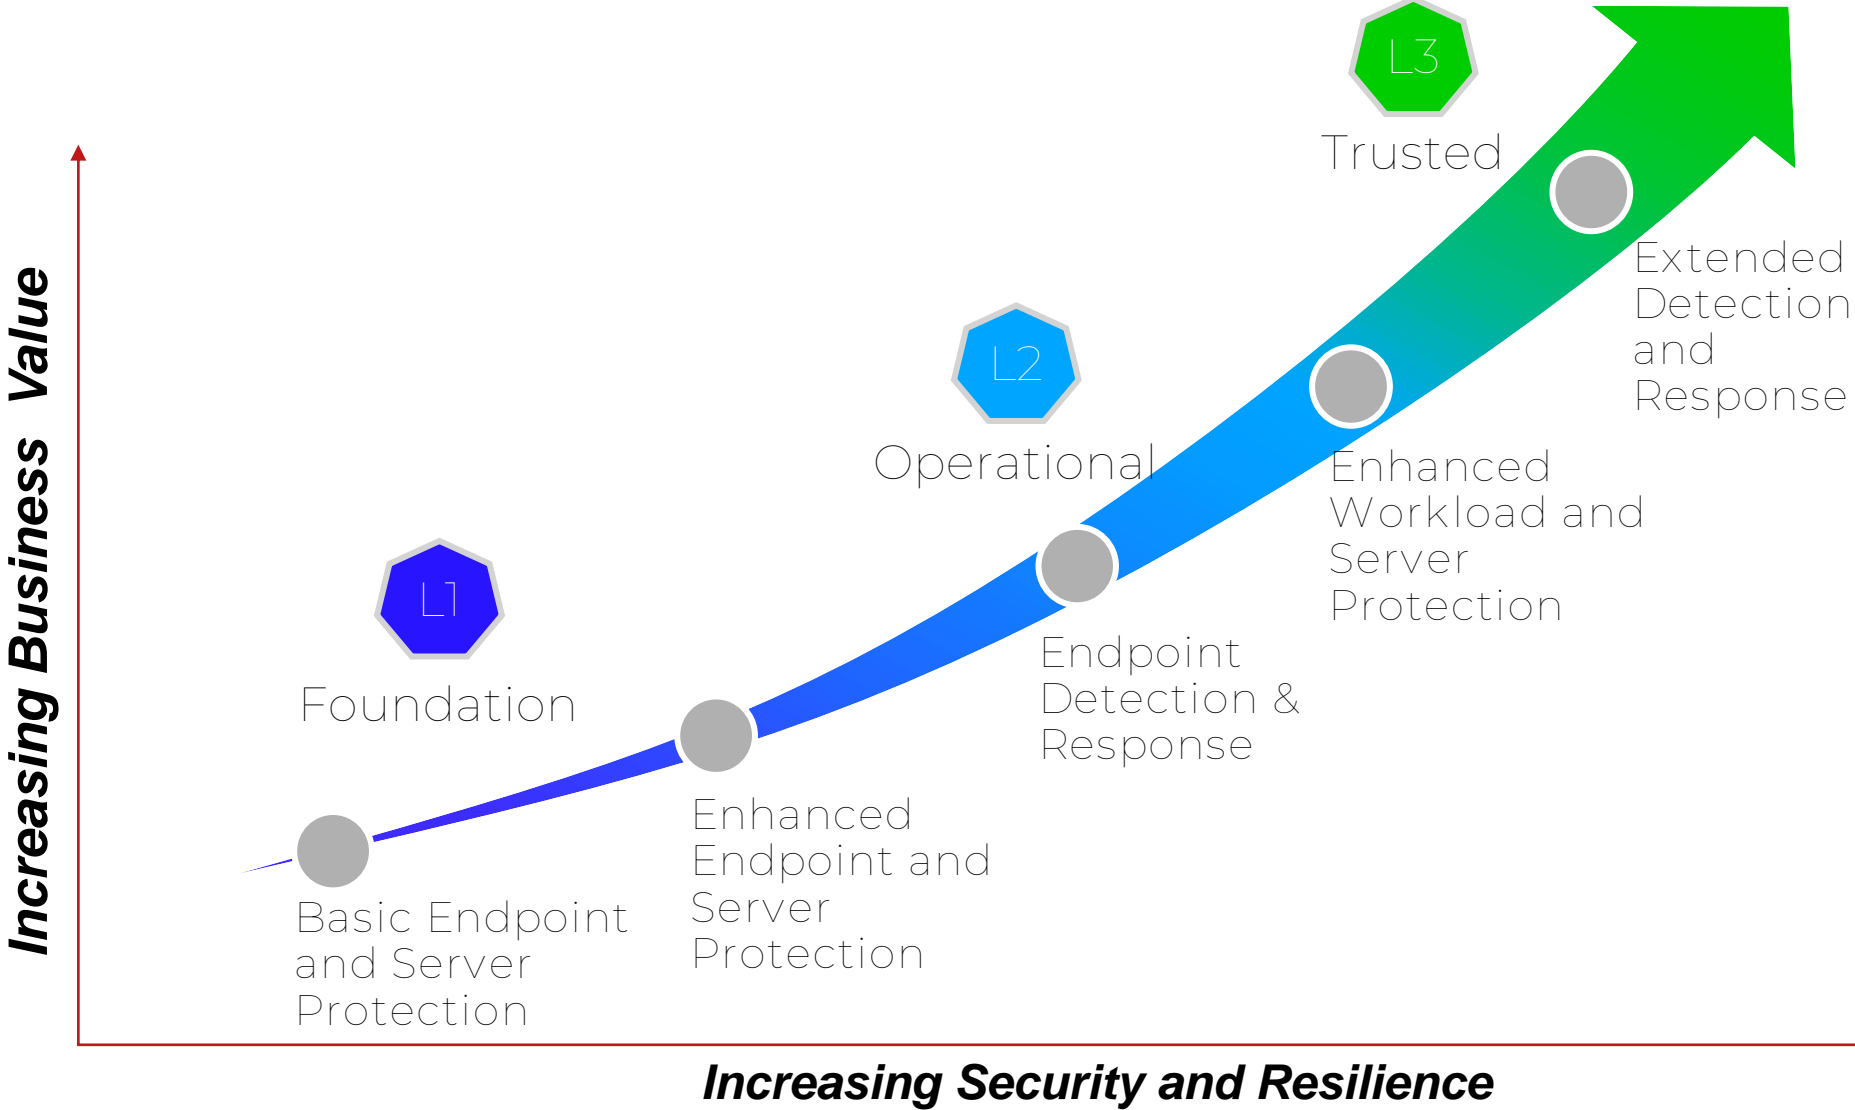 L3
Trusted
Extended
Detection
and
Response
L2
Operational
Enhanced
Workload and
Server
Protection
L1
Foundation
Endpoint
Detection &
Response
Enhanced
Endpoint and
Server
Protection
Basic Endpoint
and Server
Protection
Increasing Business Value
Increasing Security and Resilience